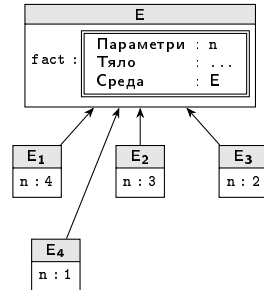 E
fact :
Параметри : n
Тяло : ...
Среда : E
E1
n : 4
E2
n : 3
E3
n : 2
E4
n : 1